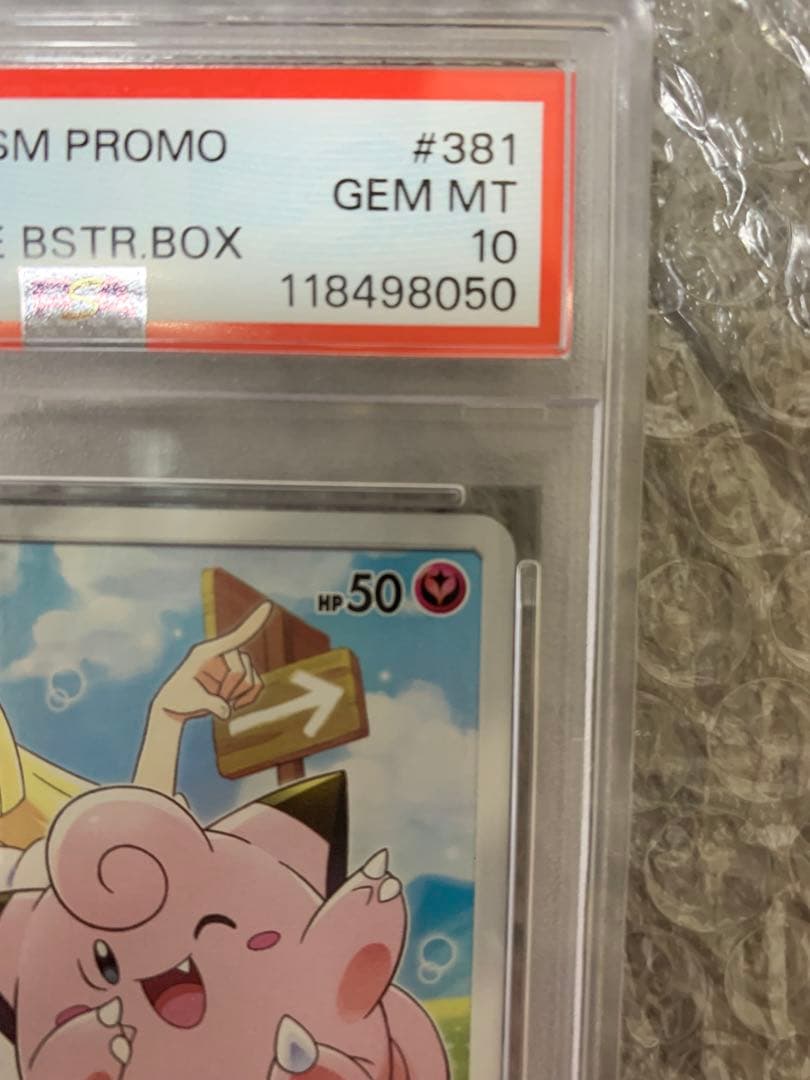 SM PROMO #381
GEM MT
E BSTR.BOX 10
118498050
HP50